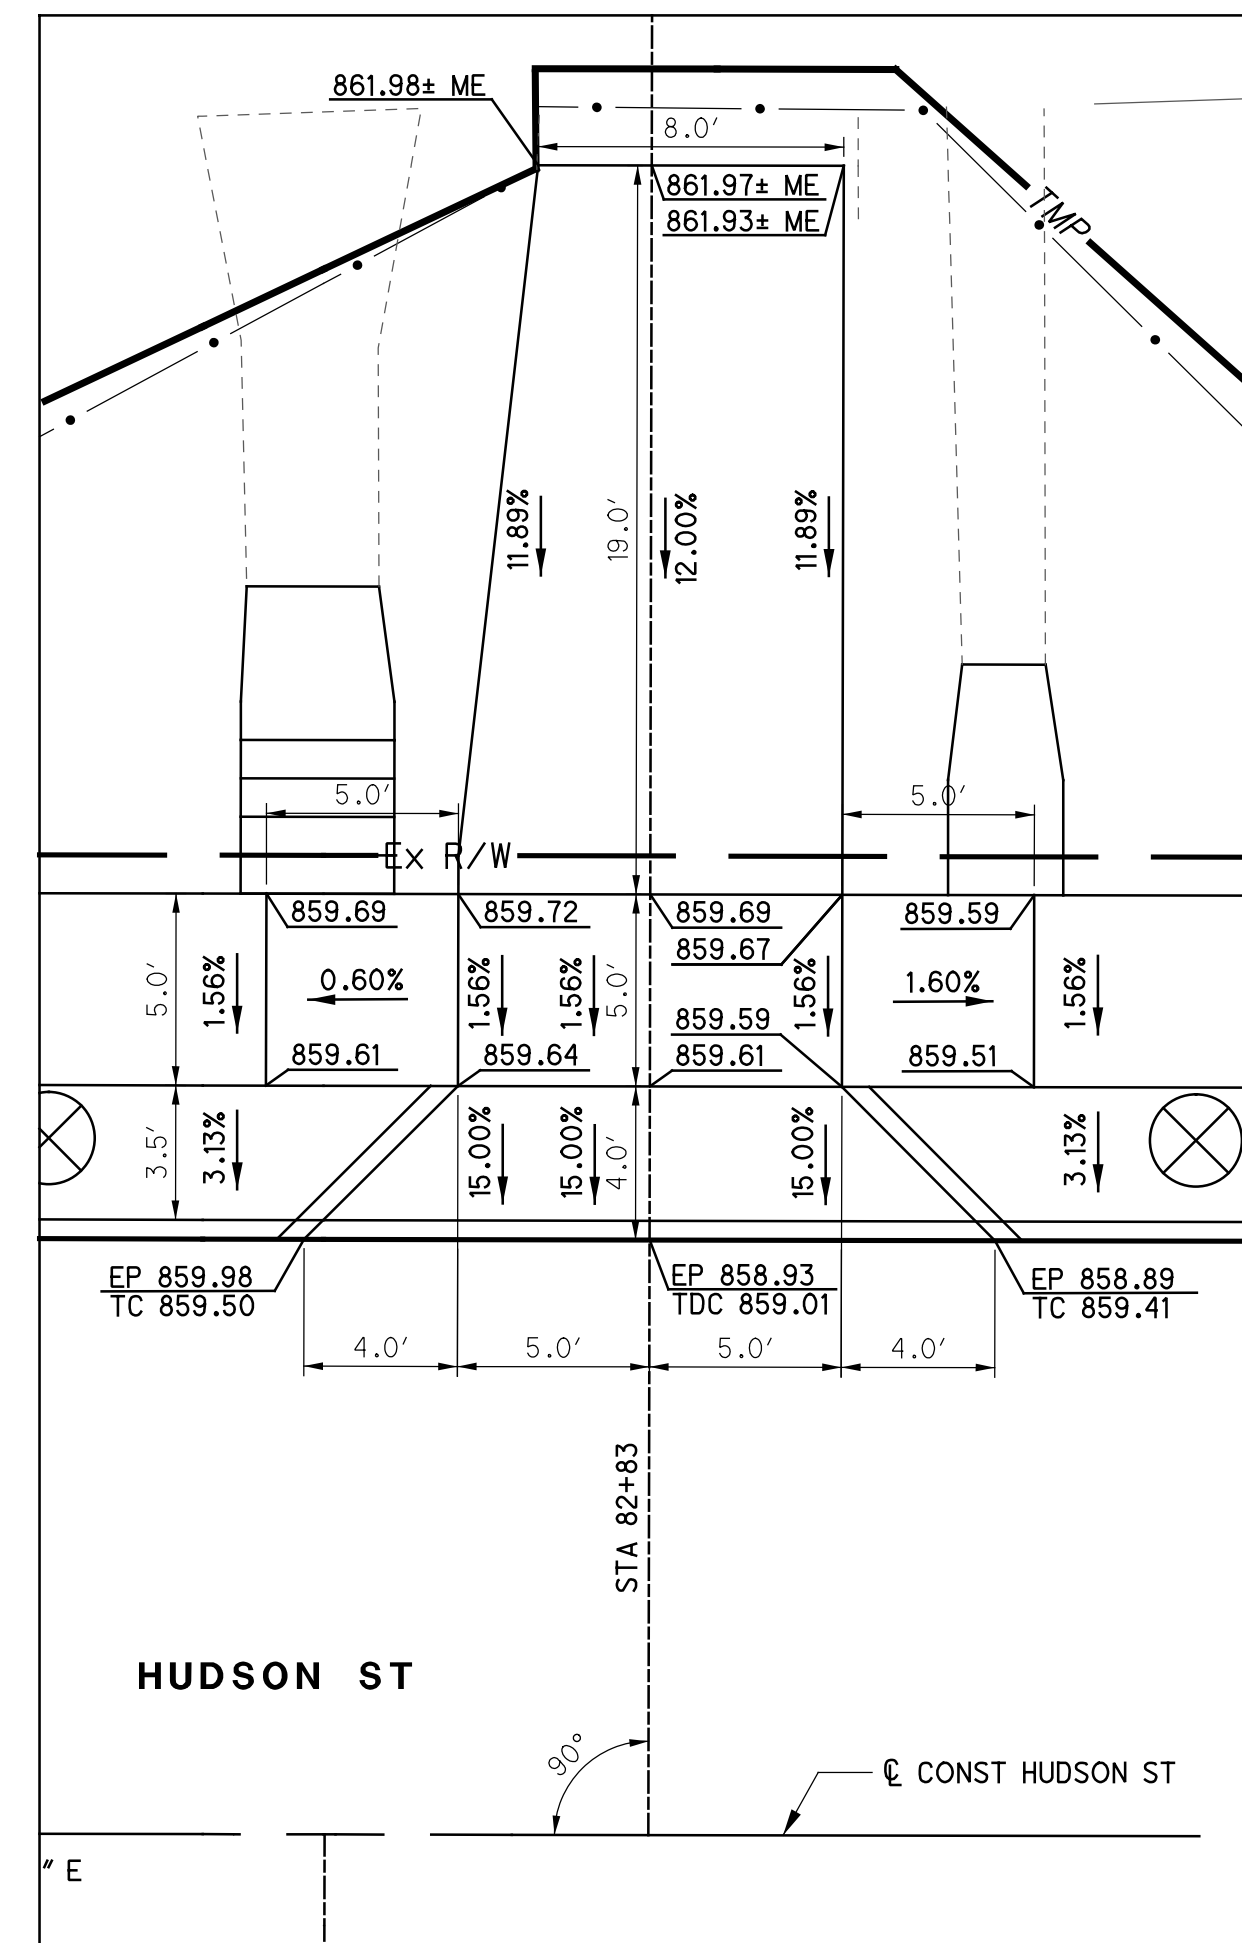 861.98± ME
8.0′
861.97± ME
861.93± ME
TMP
11.89%
19.0′
12.00%
11.89%
5.0′
5.0′
Ex R/W
859.69
859.72
859.69
859.59
859.67
5.0′
1.56%
0.60%
1.56%
1.56%
5.0′
1.56%
1.60%
1.56%
859.59
859.61
859.64
859.61
859.51
3.5′
3.13%
15.00%
15.00%
4.0′
15.00%
3.13%
EP 859.98
TC 859.50
EP 858.93
TDC 859.01
EP 858.89
TC 859.41
4.0′
5.0′
5.0′
4.0′
STA 82+83
HUDSON ST
90°
℄ CONST HUDSON ST
″ E